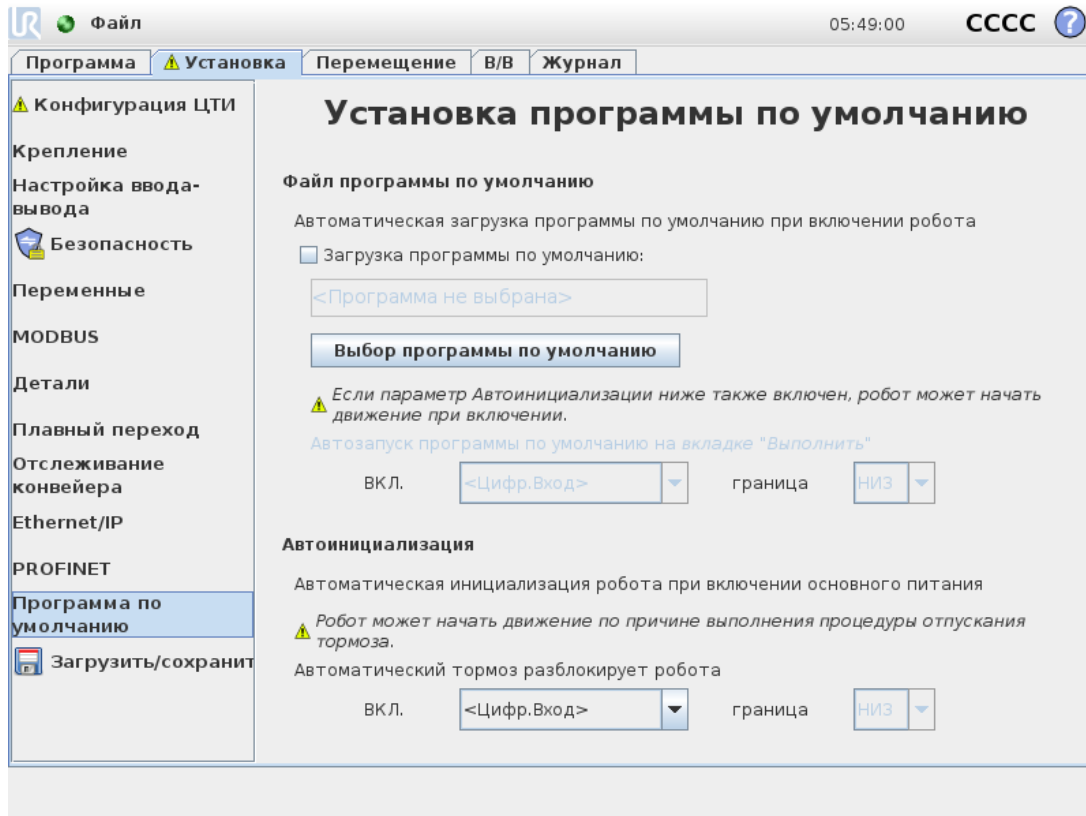 UR
Файл
05:49:00
CCCC
?
Программа
Установка
Перемещение
В/В
Журнал
Конфигурация ЦТИ
Крепление
Настройка ввода-
вывода
Безопасность
Переменные
MODBUS
Детали
Плавный переход
Отслеживание
конвейера
Ethernet/IP
PROFINET
Программа по
умолчанию
Загрузить/сохранит
Установка программы по умолчанию
Файл программы по умолчанию
Автоматическая загрузка программы по умолчанию при включении робота
Загрузка программы по умолчанию:
<Программа не выбрана>
Выбор программы по умолчанию
Если параметр Автоинициализации ниже также включен, робот может начать
движение при включении.
Автозапуск программы по умолчанию на вкладке "Выполнить"
ВКЛ.
<Цифр.Вход>
граница
НИЗ
Автоинициализация
Автоматическая инициализация робота при включении основного питания
Робот может начать движение по причине выполнения процедуры отпускания
тормоза.
Автоматический тормоз разблокирует робота
ВКЛ.
<Цифр.Вход>
граница
НИЗ